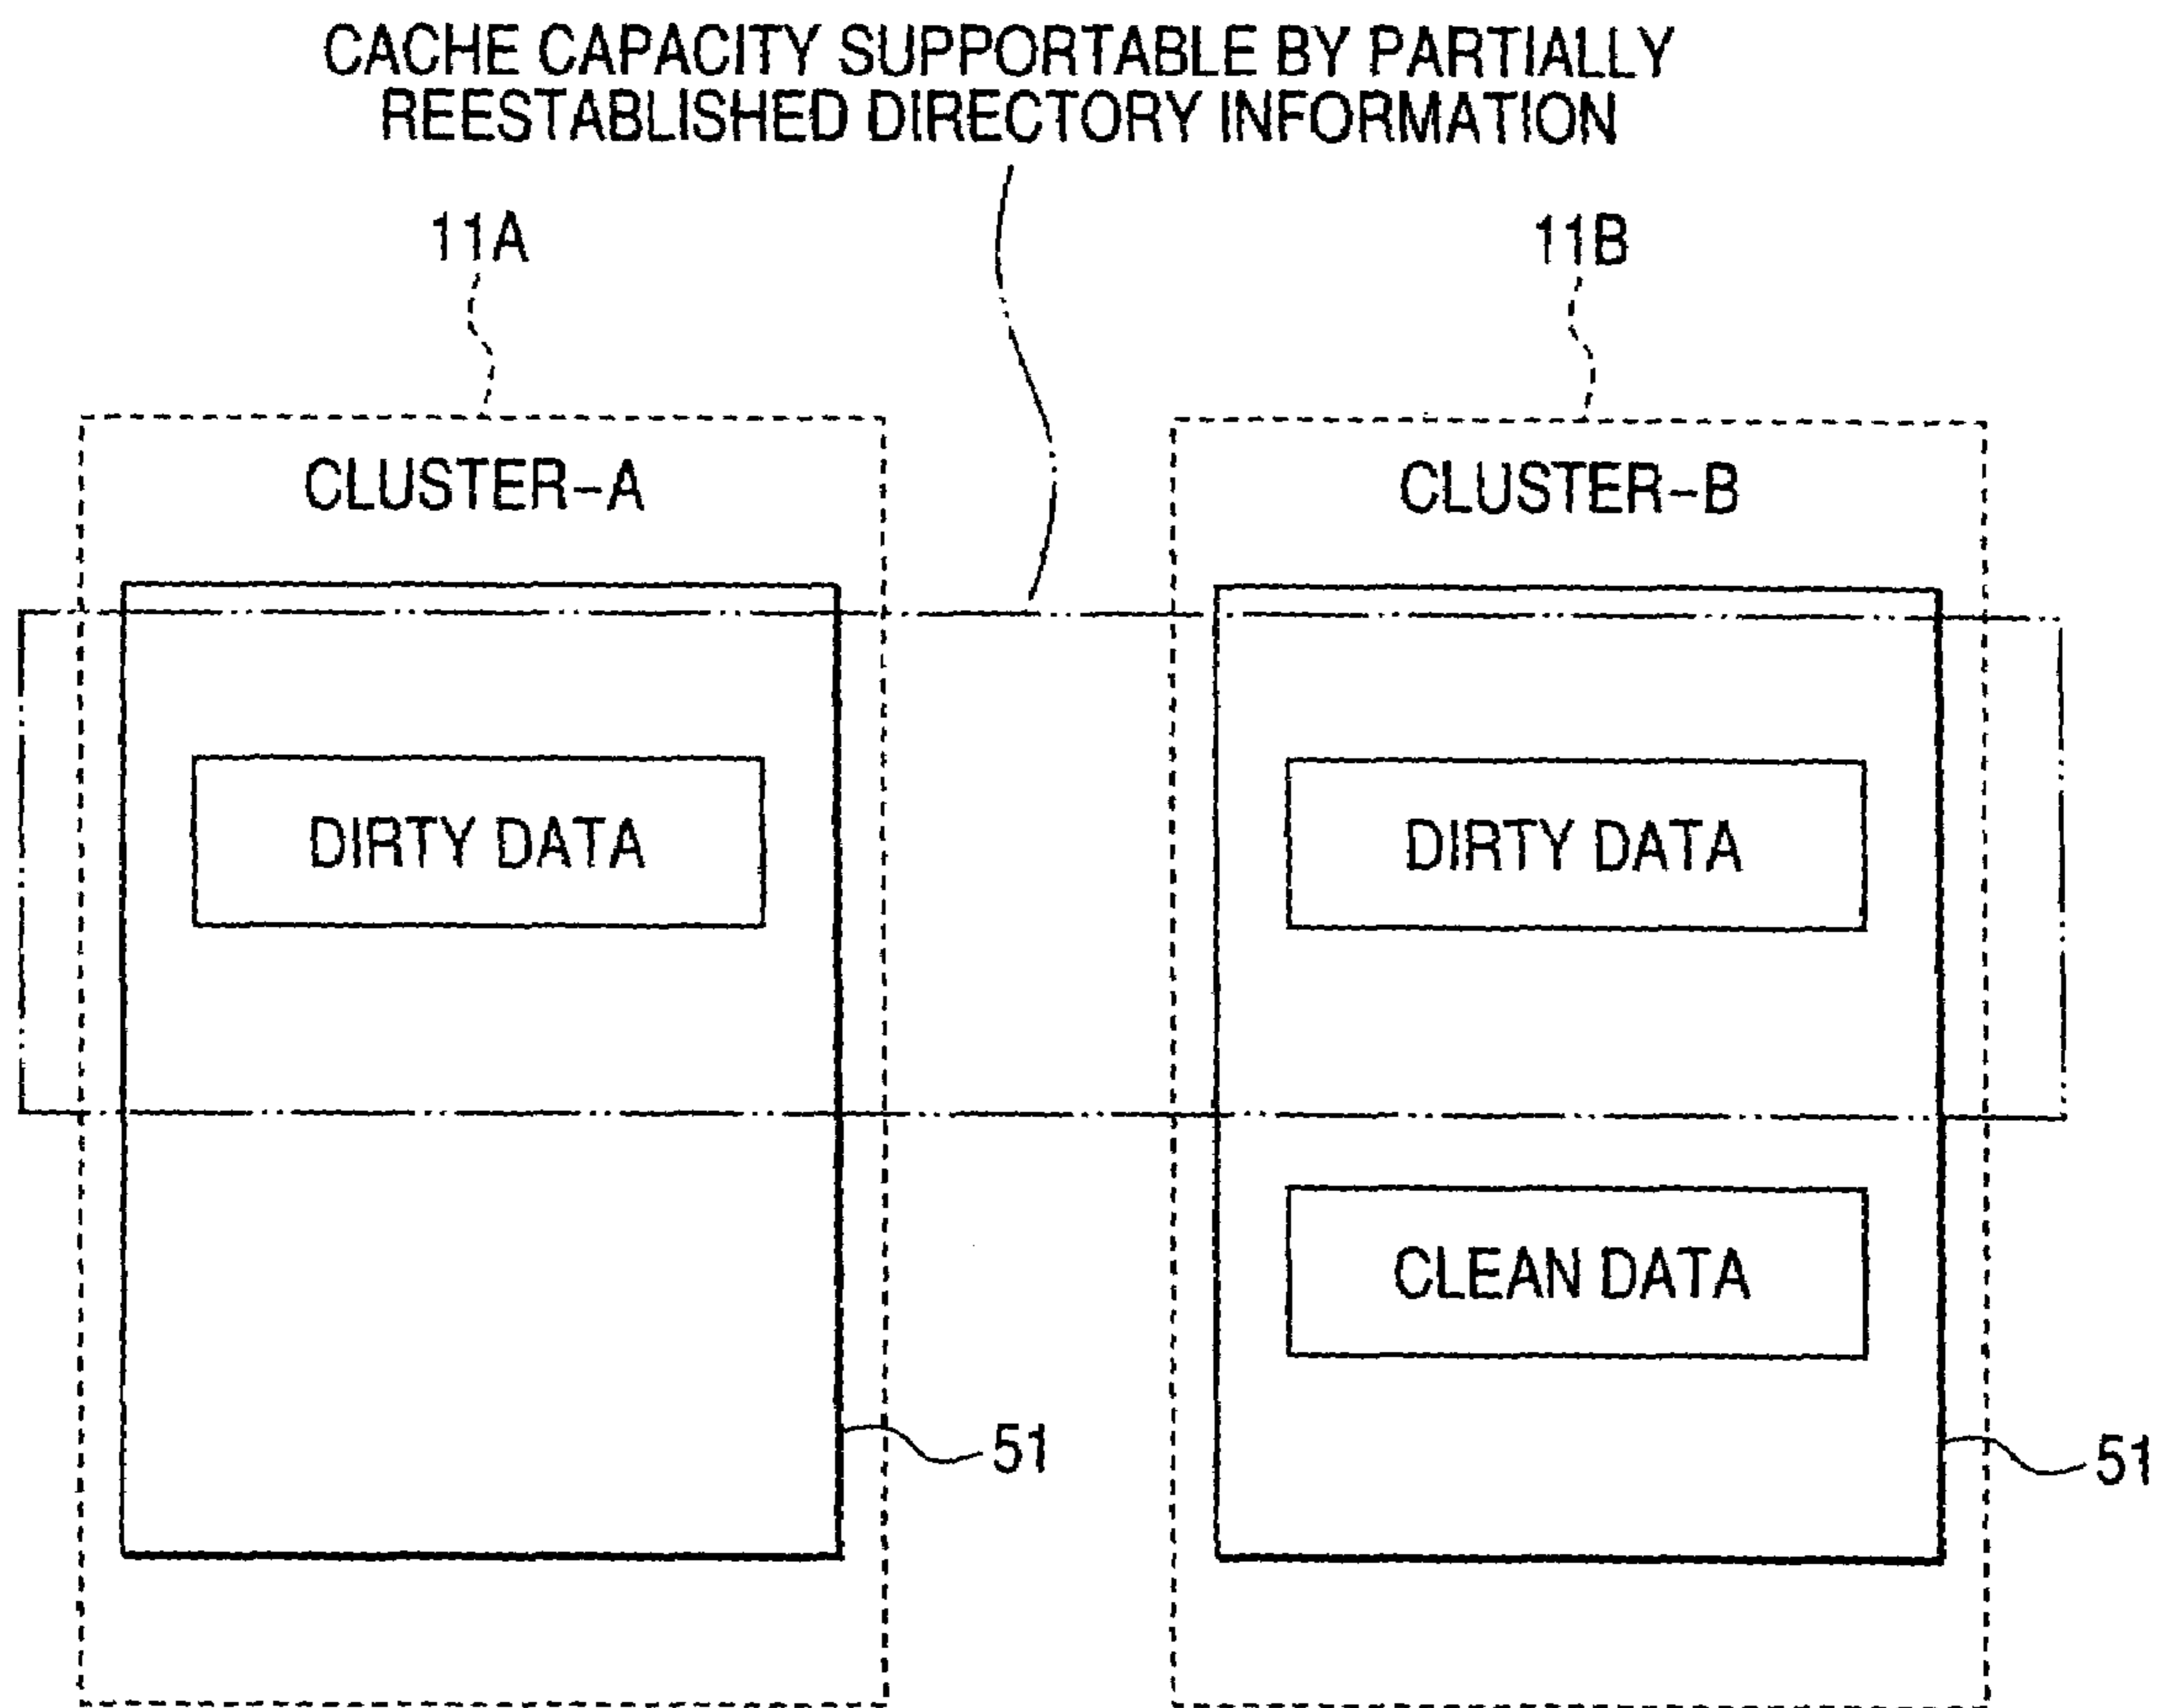 CACHE CAPACITY SUPPORTABLE BY PARTIALLY
REESTABLISHED DIRECTORY INFORMATION
11A
11B
CLUSTER-A
CLUSTER-B
DIRTY DATA
DIRTY DATA
CLEAN DATA
51
51